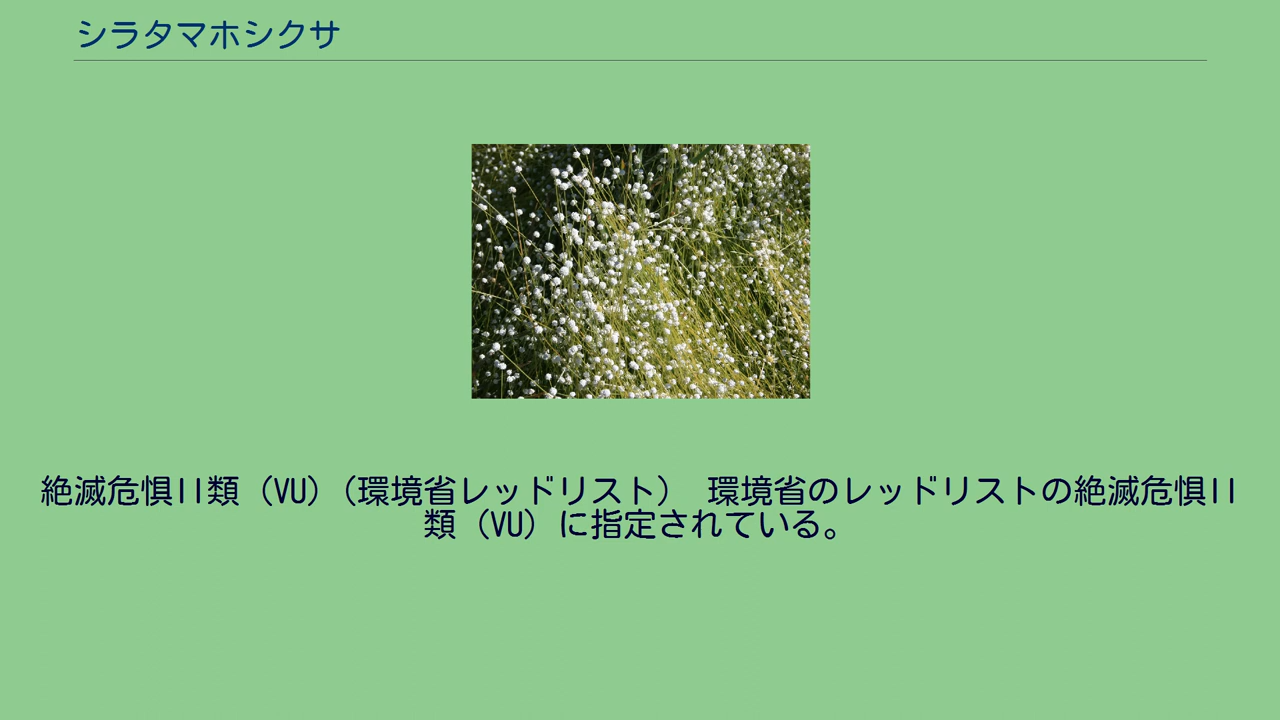 シラタマホシクサ
絶滅危惧II類（VU）（環境省レッドリスト） 環境省のレッドリストの絶滅危惧II
類（VU）に指定されている。